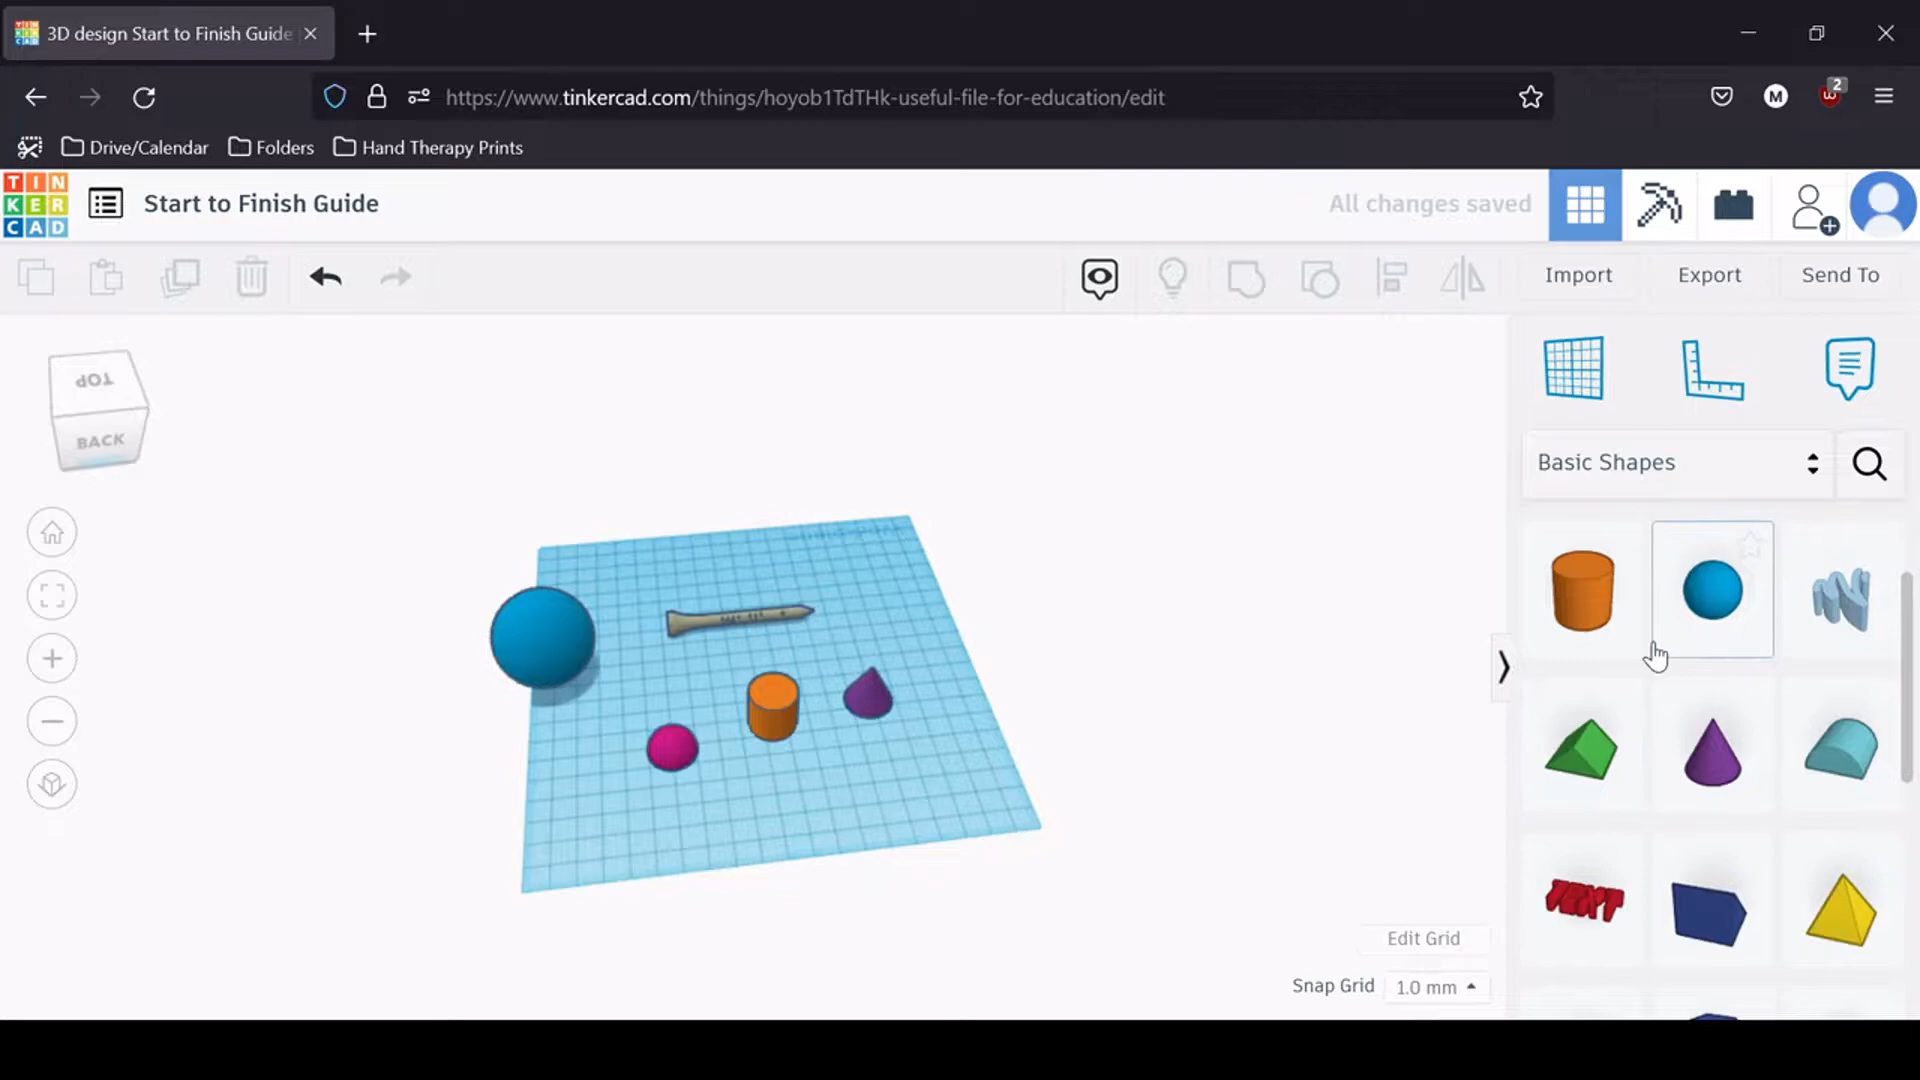 3D design Start to Finish Guide
https://www.tinkercad.com/things/hoyob1TdTHk-useful-file-for-education/edit
2
M
Drive/Calendar
Folders
Hand Therapy Prints
TIN
KER
CAD
Start to Finish Guide
All changes saved
Import
Export
Send To
TOP
BACK
Basic Shapes
TEXT
Edit Grid
Snap Grid
1.0 mm